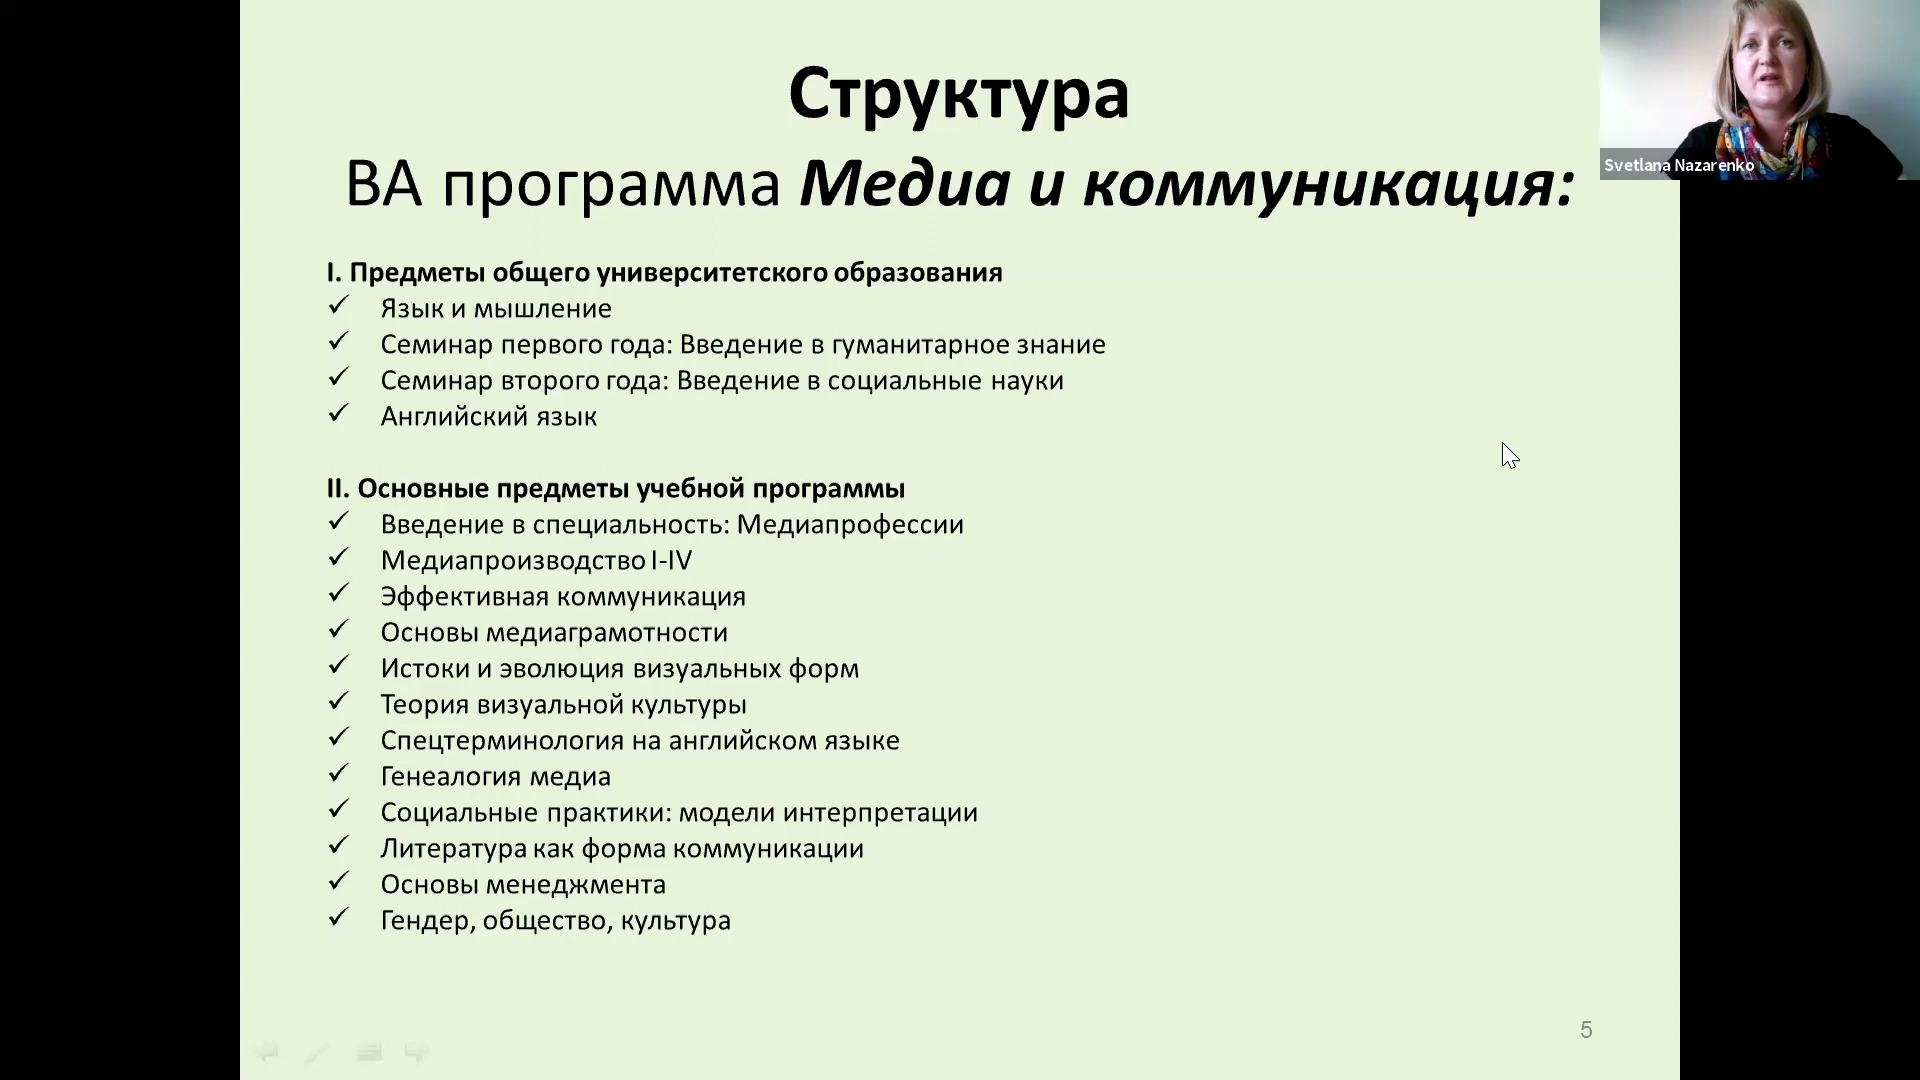 Структура
ВА программа Медиа и коммуникация:
Svetlana Nazarenko
I. Предметы общего университетского образования
✓ Язык и мышление
✓ Семинар первого года: Введение в гуманитарное знание
✓ Семинар второго года: Введение в социальные науки
✓ Английский язык
II. Основные предметы учебной программы
✓ Введение в специальность: Медиапрофессии
✓ Медиапроизводство I-IV
✓ Эффективная коммуникация
✓ Основы медиаграмотности
✓ Истоки и эволюция визуальных форм
✓ Теория визуальной культуры
✓ Спецтерминология на английском языке
✓ Генеалогия медиа
✓ Социальные практики: модели интерпретации
✓ Литература как форма коммуникации
✓ Основы менеджмента
✓ Гендер, общество, культура
5